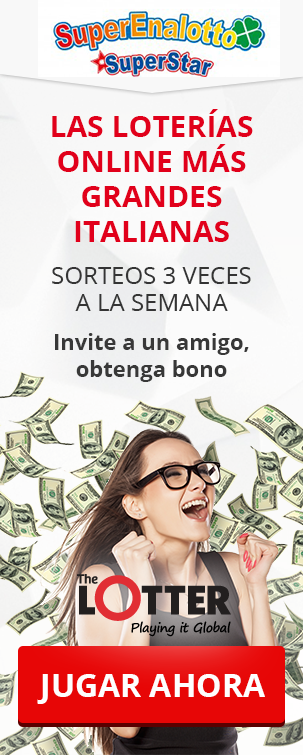 SuperEnalotto
SuperStar
LAS LOTERÍAS
ONLINE MÁS
GRANDES
ITALIANAS
SORTEOS 3 VECES
A LA SEMANA
Invite a un amigo,
obtenga bono
The
LOTTER
Playing it Global
JUGAR AHORA